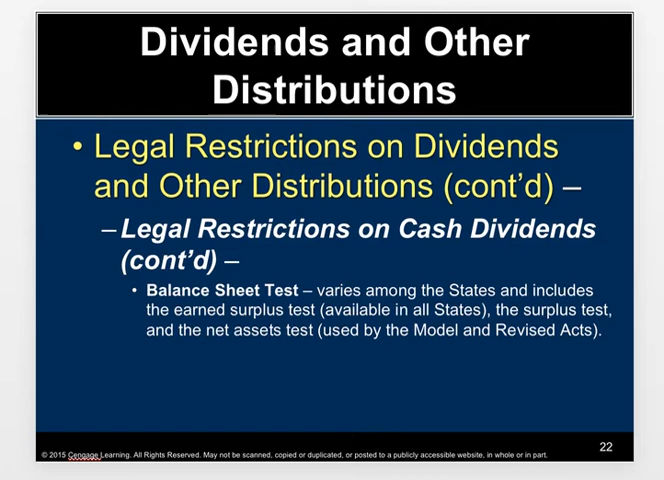 Dividends and Other
Distributions
• Legal Restrictions on Dividends
and Other Distributions (cont’d) –
–Legal Restrictions on Cash Dividends
(cont’d) –
• Balance Sheet Test – varies among the States and includes
the earned surplus test (available in all States), the surplus test,
and the net assets test (used by the Model and Revised Acts).
22
© 2015 Cengage Learning. All Rights Reserved. May not be scanned, copied or duplicated, or posted to a publicly accessible website, in whole or in part.